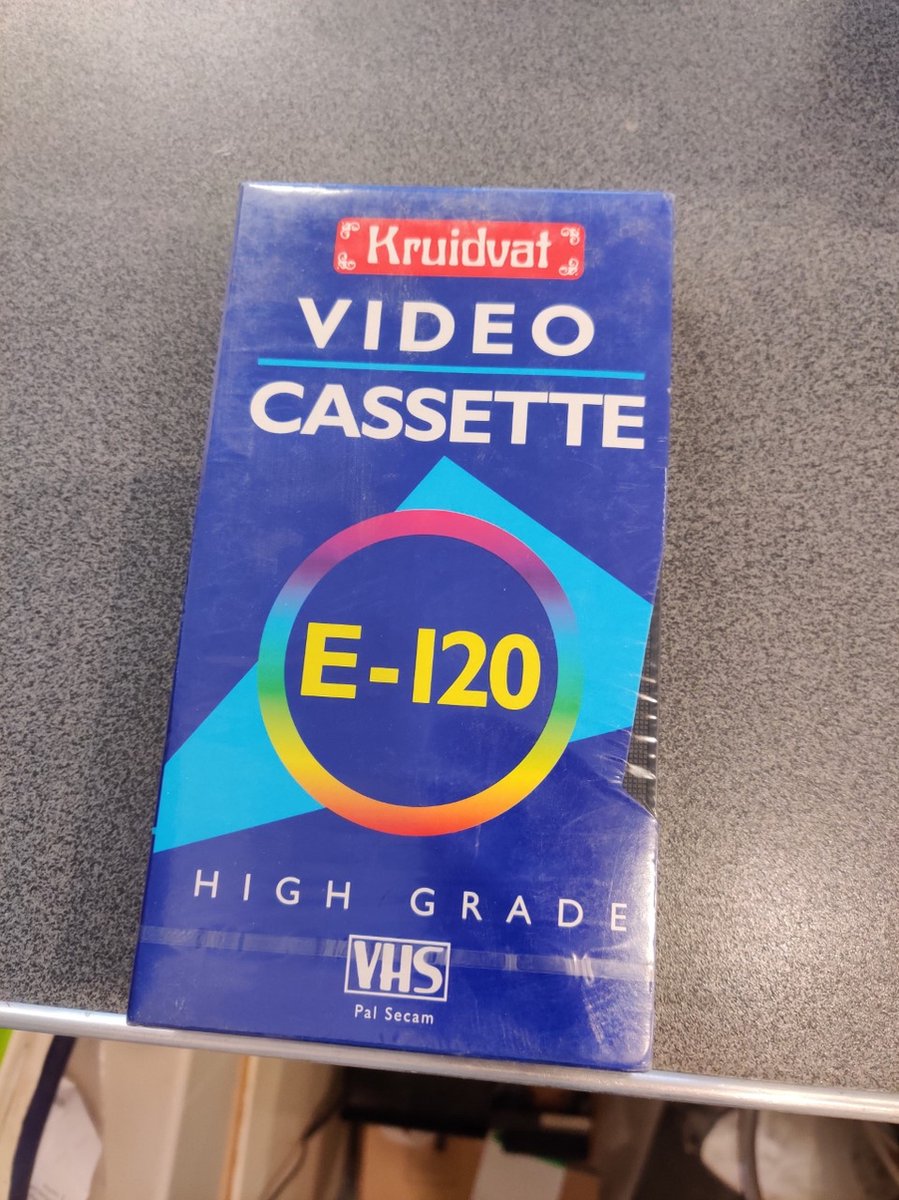 Kruidvat
VIDEO
CASSETTE
E-120
HIGH GRADE
VHS
Pal Secam